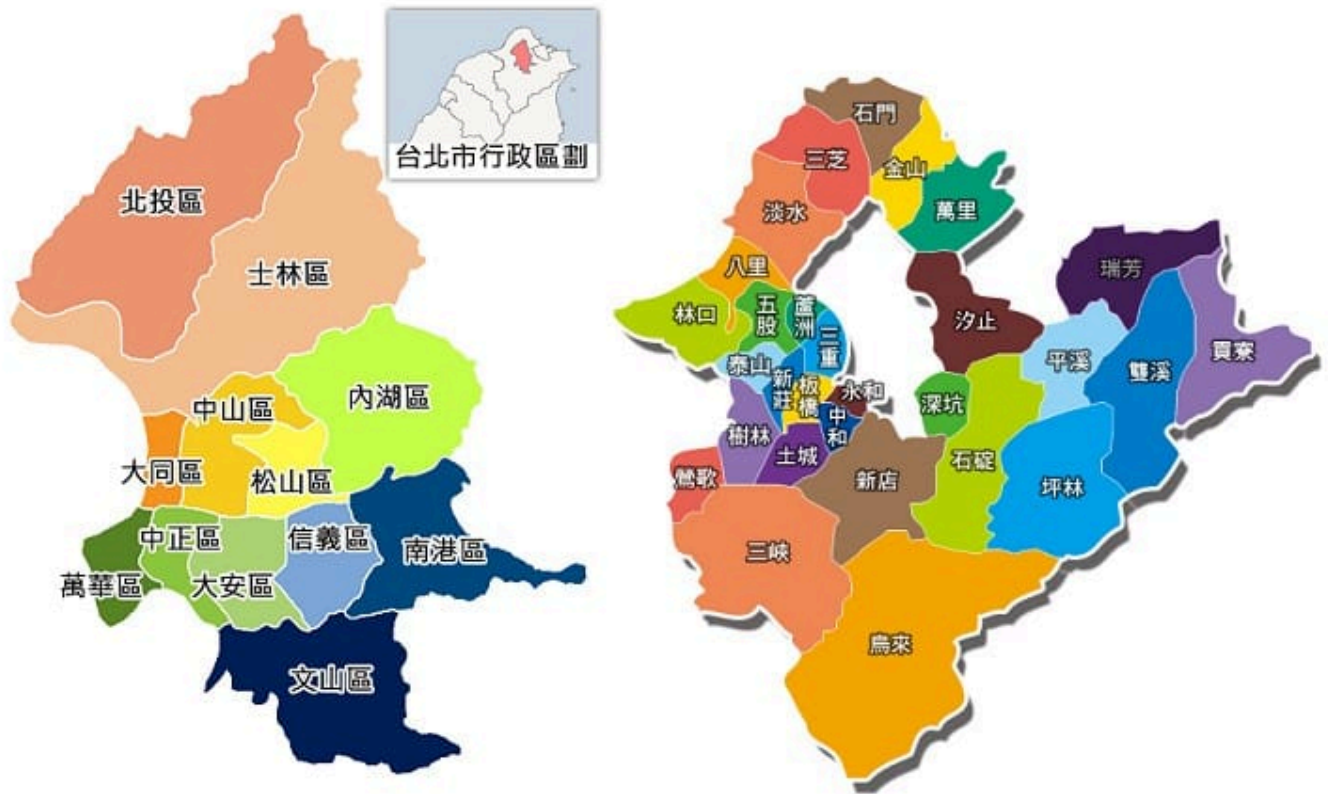 台北市行政區劃
北投區
士林區
內湖區
中山區
大同區
松山區
中正區
信義區
南港區
萬華區
大安區
文山區
石門
三芝
金山
萬里
淡水
八里
瑞芳
林口
五股
蘆洲
三重
汐止
平溪
雙溪
貢寮
泰山
新莊
板橋
永和
中和
深坑
樹林
土城
鶯歌
新店
石碇
坪林
三峽
烏來